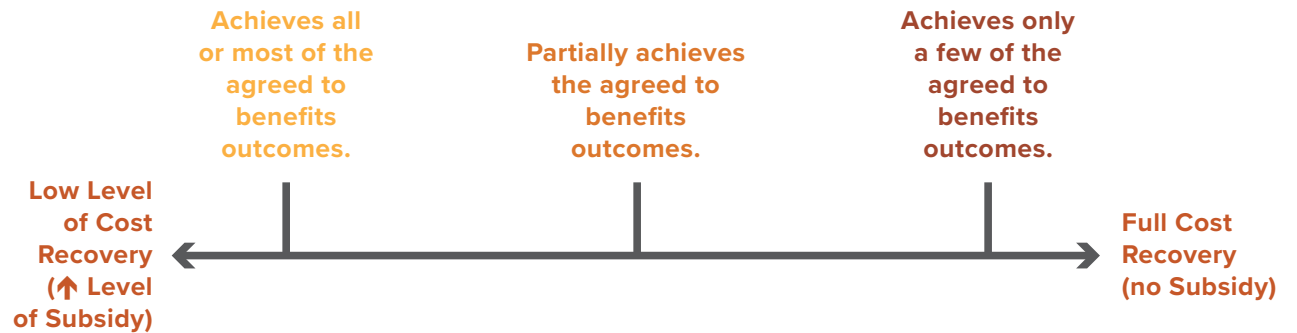 Achieves all
or most of the
agreed to
benefits
outcomes.
Partially achieves
the agreed to
benefits
outcomes.
Achieves only
a few of the
agreed to
benefits
outcomes.
Low Level
of Cost
Recovery
(↑ Level
of Subsidy)
Full Cost
Recovery
(no Subsidy)